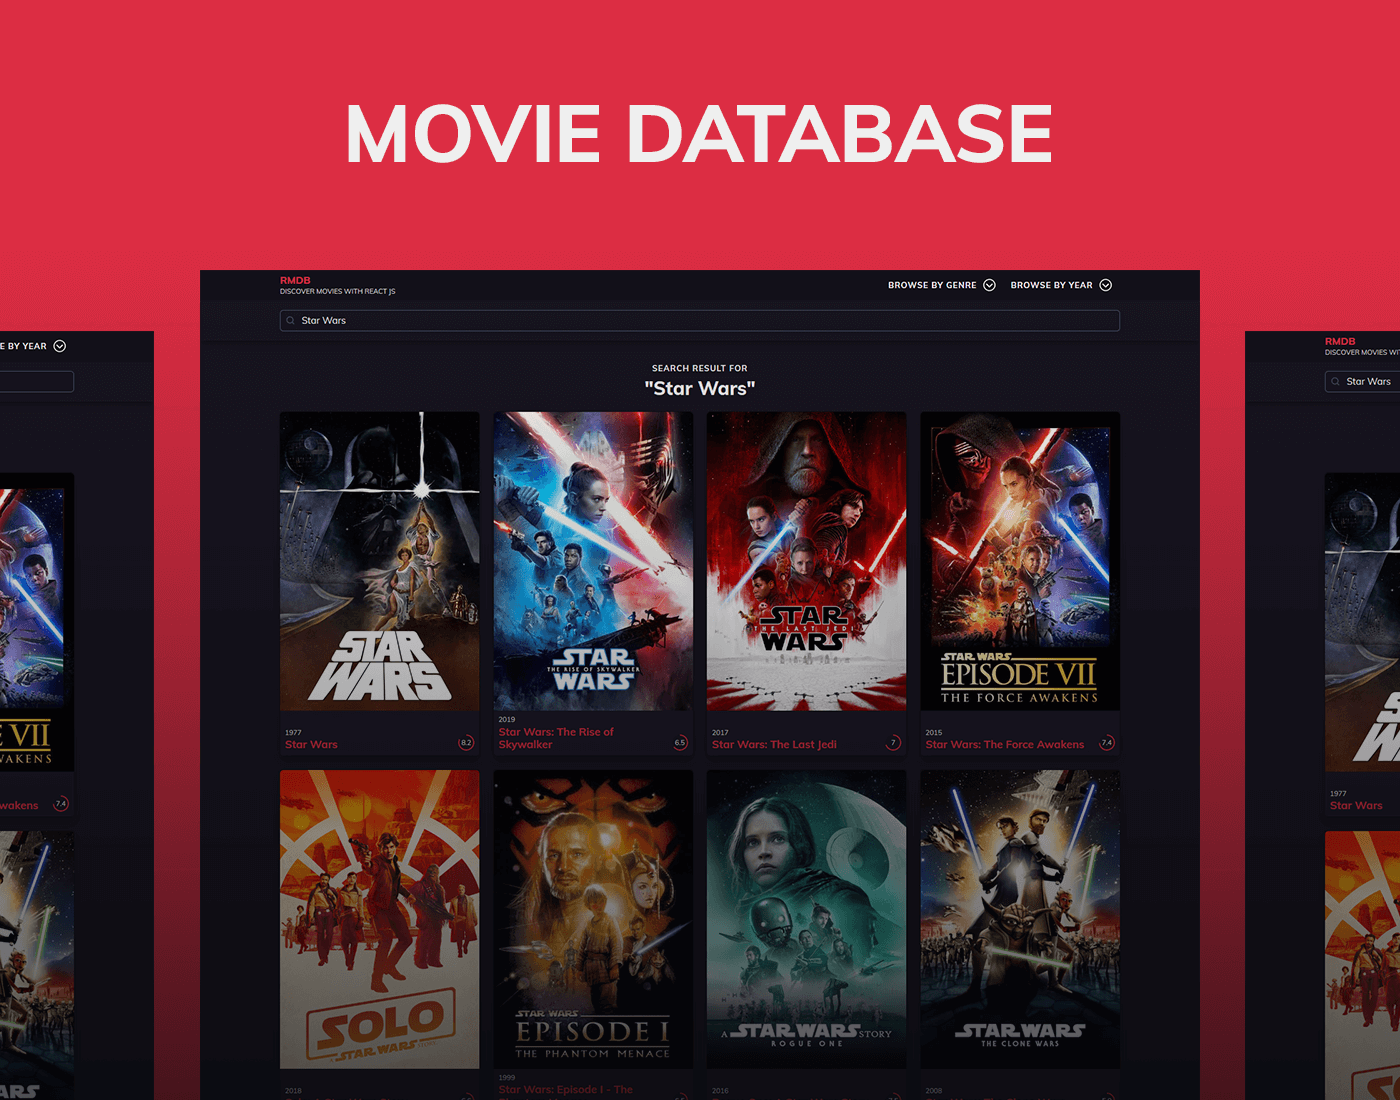 MOVIE DATABASE
RMDB
DISCOVER MOVIES WITH REACT JS
BROWSE BY GENRE
BROWSE BY YEAR
Star Wars
SEARCH RESULT FOR
"Star Wars"
STAR
WARS
STAR
THE RISE OF SKYWALKER
WARS
STAR
THE LAST JEDI
WARS
STAR WARS
EPISODE VII
THE FORCE AWAKENS
1977
Star Wars
8.2
2019
Star Wars: The Rise of
Skywalker
6.5
2017
Star Wars: The Last Jedi
7
2015
Star Wars: The Force Awakens
7.4
SOLO
A STAR WARS STORY
STAR WARS
EPISODE I
THE PHANTOM MENACE
A STAR WARS STORY
ROGUE ONE
STAR WARS
THE CLONE WARS
2018
1999
Star Wars: Episode I - The
2016
2008
E BY YEAR
E VII
WAKENS
wakens
7.4
ARS
RMDB
DISCOVER MOVIES WIT
Star Wars
1977
Star Wars